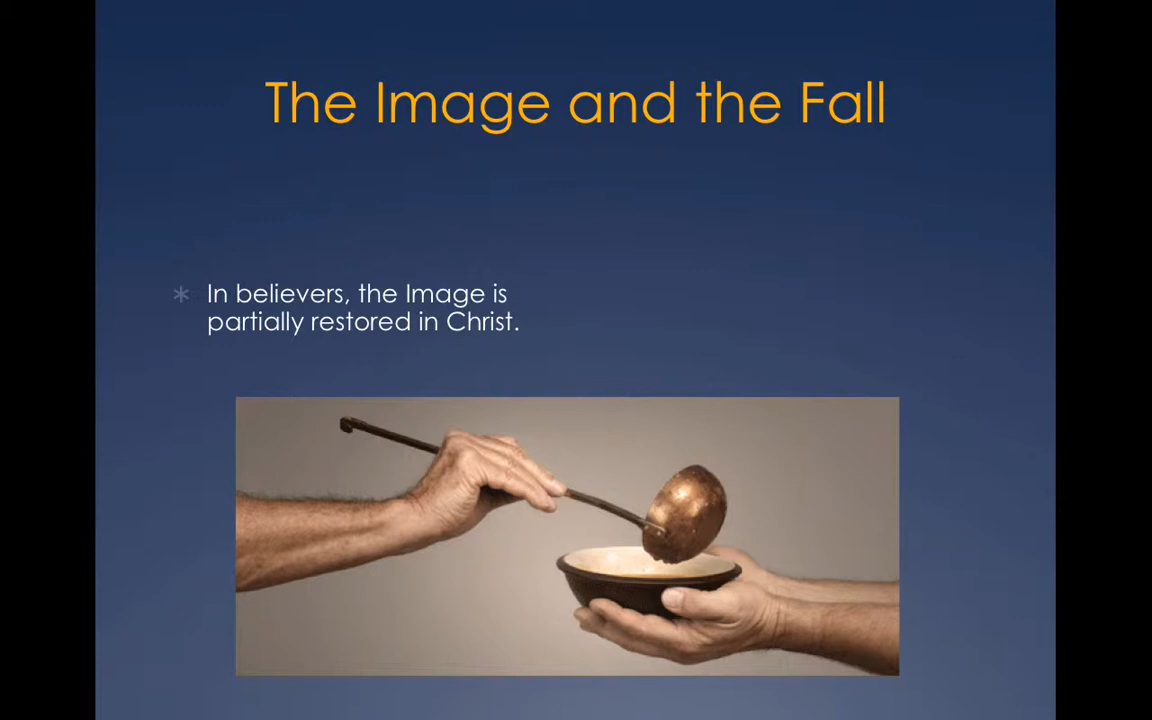 The Image and the Fall
In believers, the Image is
partially restored in Christ.